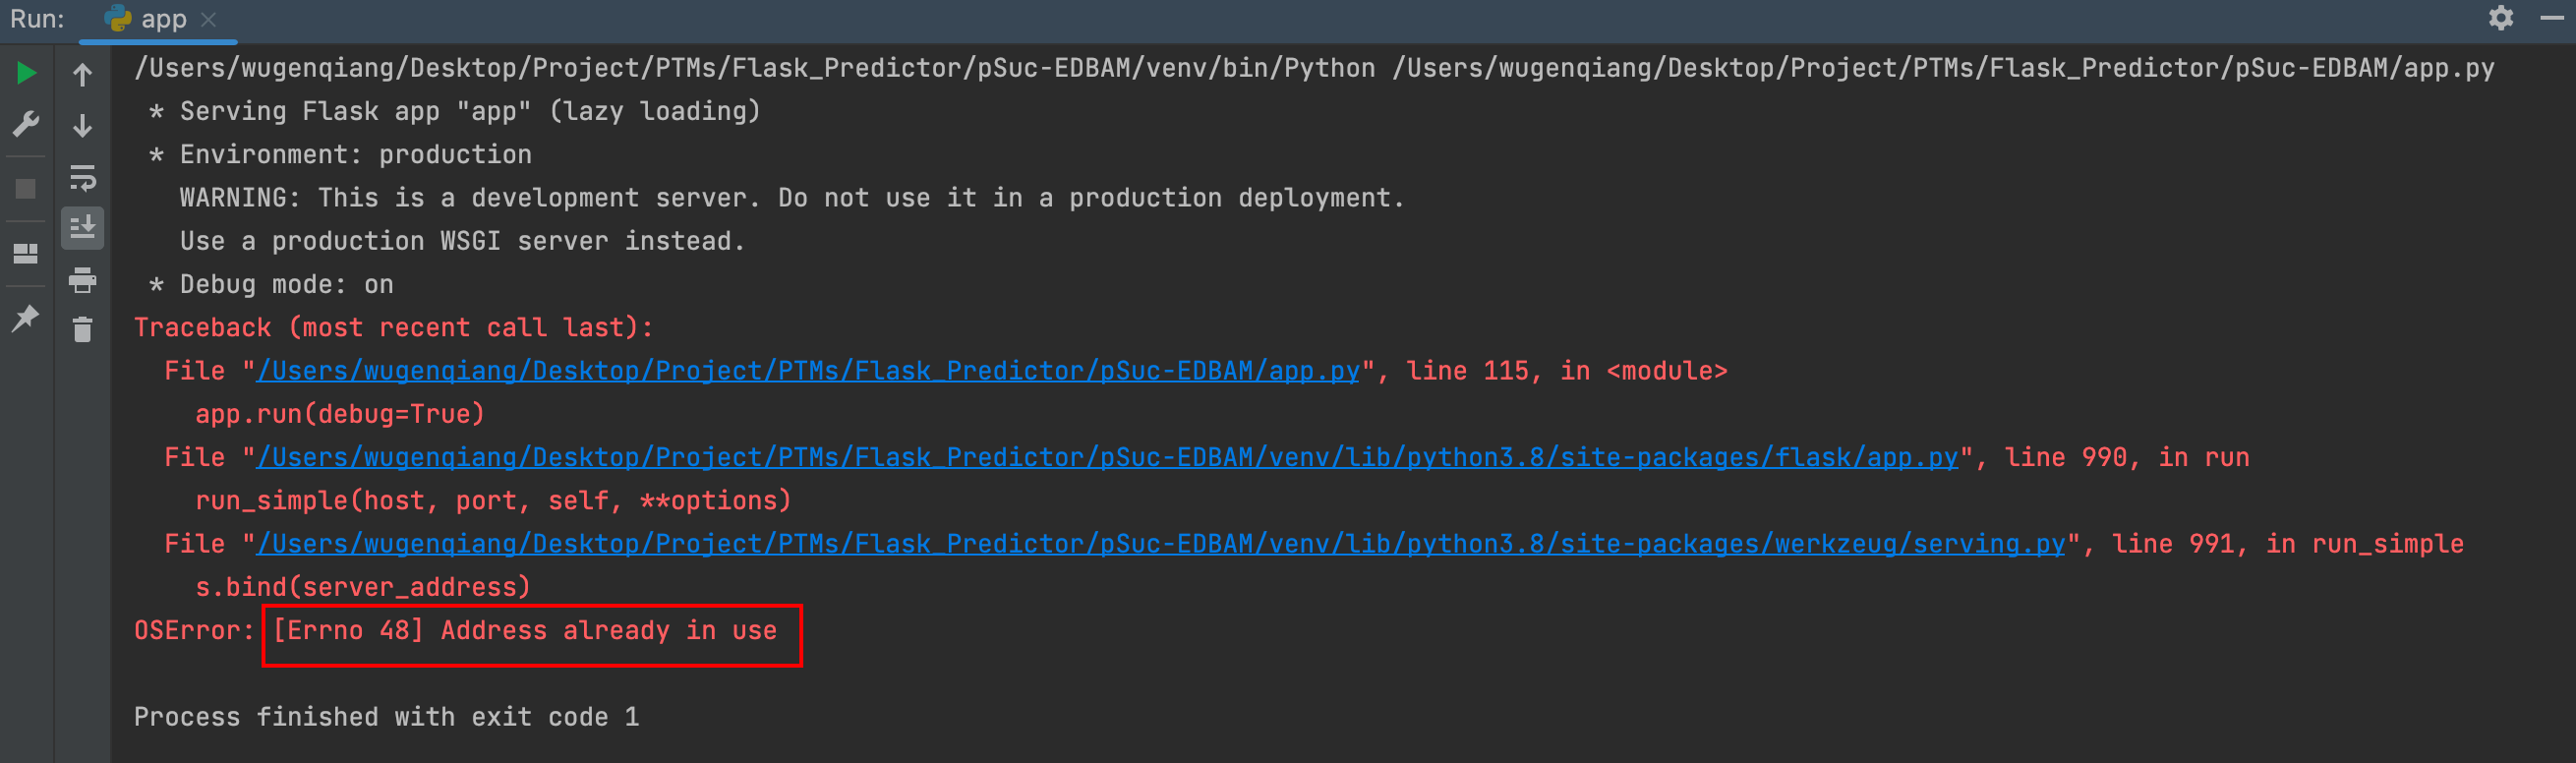 Run: app
/Users/wugenqiang/Desktop/Project/PTMs/Flask_Predictor/pSuc-EDBAM/venv/bin/Python /Users/wugenqiang/Desktop/Project/PTMs/Flask_Predictor/pSuc-EDBAM/app.py
* Serving Flask app "app" (lazy loading)
* Environment: production
WARNING: This is a development server. Do not use it in a production deployment.
Use a production WSGI server instead.
* Debug mode: on
Traceback (most recent call last):
File "/Users/wugenqiang/Desktop/Project/PTMs/Flask_Predictor/pSuc-EDBAM/app.py", line 115, in <module>
app.run(debug=True)
File "/Users/wugenqiang/Desktop/Project/PTMs/Flask_Predictor/pSuc-EDBAM/venv/lib/python3.8/site-packages/flask/app.py", line 990, in run
run_simple(host, port, self, **options)
File "/Users/wugenqiang/Desktop/Project/PTMs/Flask_Predictor/pSuc-EDBAM/venv/lib/python3.8/site-packages/werkzeug/serving.py", line 991, in run_simple
s.bind(server_address)
OSError: [Errno 48] Address already in use
Process finished with exit code 1